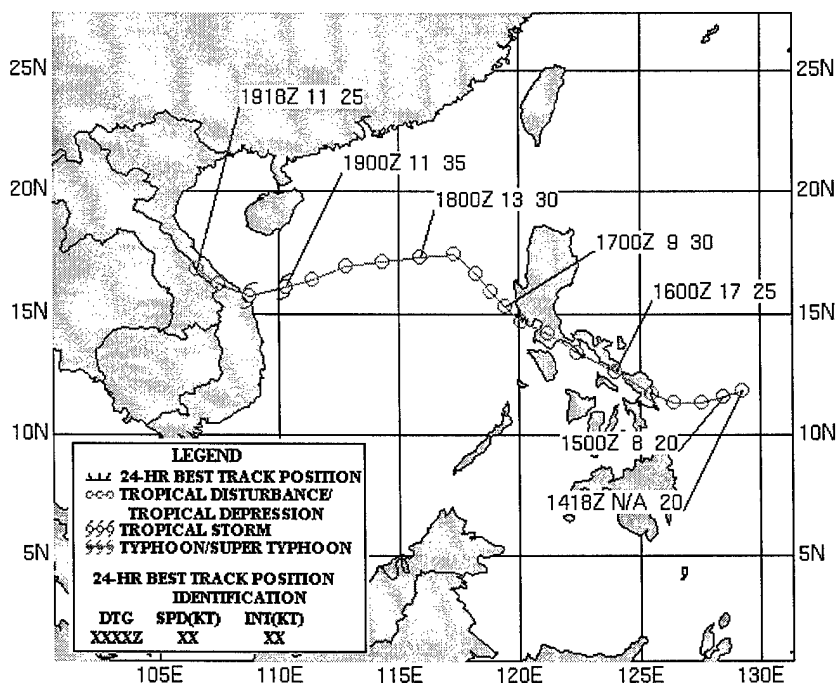 25N
25N
1918Z 11 25
1900Z 11 35
20N
20N
1800Z 13 30
1700Z 9 30
1600Z 17 25
15N
15N
10N
10N
1500Z 8 20
1418Z N/A 20
5N
5N
LEGEND
24-HR BEST TRACK POSITION
TROPICAL DISTURBANCE/
TROPICAL DEPRESSION
TROPICAL STORM
TYPHOON/SUPER TYPHOON
24-HR BEST TRACK POSITION
IDENTIFICATION
DTG SPD(KT) INT(KT)
XXXXZ XX XX
105E 110E 115E 120E 125E 130E